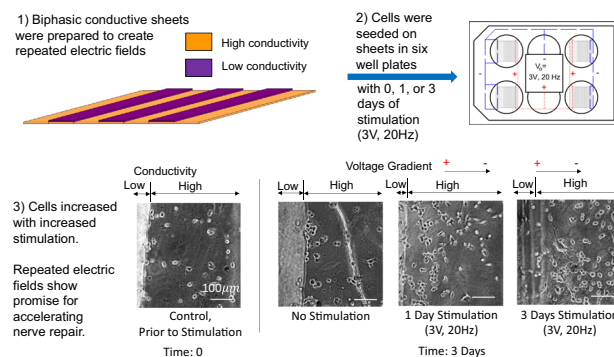 1) Biphasic conductive sheets
were prepared to create
repeated electric fields
High conductivity
Low conductivity
2) Cells were
seeded on
sheets in six
well plates
with 0, 1, or 3
days of
stimulation
(3V, 20Hz)
-
V₀=
3V, 20 Hz
- + + -
+
3) Cells increased
with increased
stimulation.
Repeated electric
fields show
promise for
accelerating
nerve repair.
Conductivity
Low High
100μm
Control,
Prior to Stimulation
Time: 0
Voltage Gradient + -
Low High
No Stimulation
Low High
1 Day Stimulation
(3V, 20Hz)
+ -
Low High
3 Days Stimulation
(3V, 20Hz)
Time: 3 Days